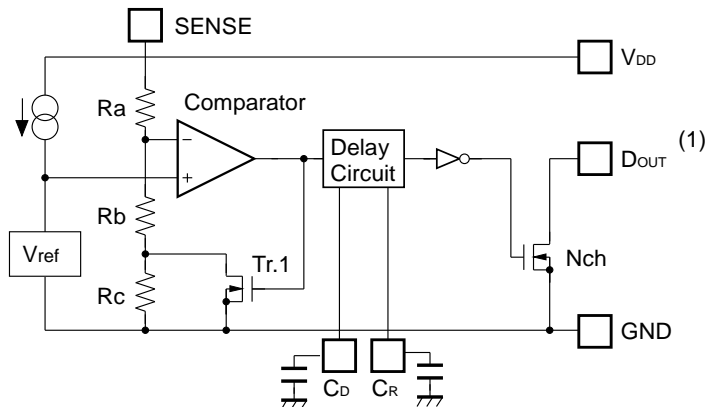 SENSE
VDD
Ra
Comparator
−
+
Delay
Circuit
DOUT
(1)
Rb
Vref
Tr.1
Nch
Rc
GND
CD
CR